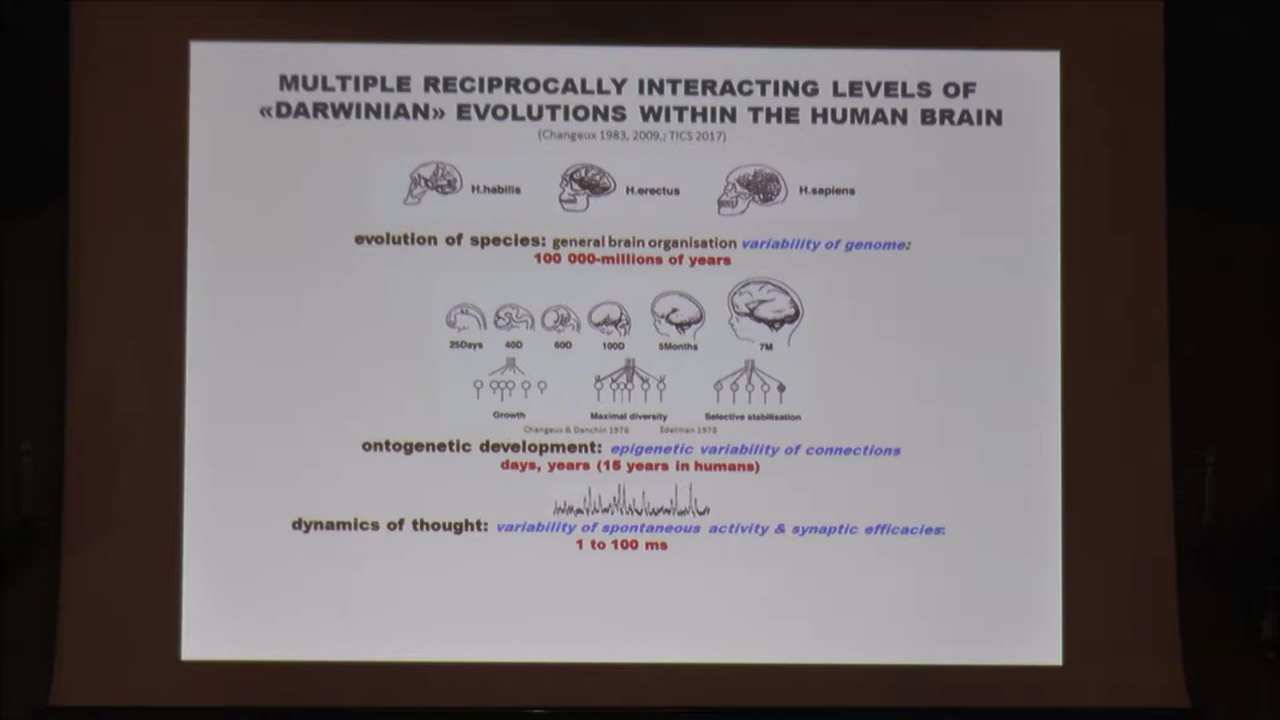 MULTIPLE RECIPROCALLY INTERACTING LEVELS OF
«DARWINIAN» EVOLUTIONS WITHIN THE HUMAN BRAIN
(Changeux 1983, 2009,; TICS 2017)
H.habilis H.erectus H.sapiens
evolution of species: general brain organisation variability of genome:
100 000-millions of years
25Days 40D 60D 100D 5Months 7M
Growth Maximal diversity Selective stabilisation
Changeux & Danchin 1976 Edelman 1978
ontogenetic development: epigenetic variability of connections
days, years (15 years in humans)
dynamics of thought: variability of spontaneous activity & synaptic efficacies:
1 to 100 ms